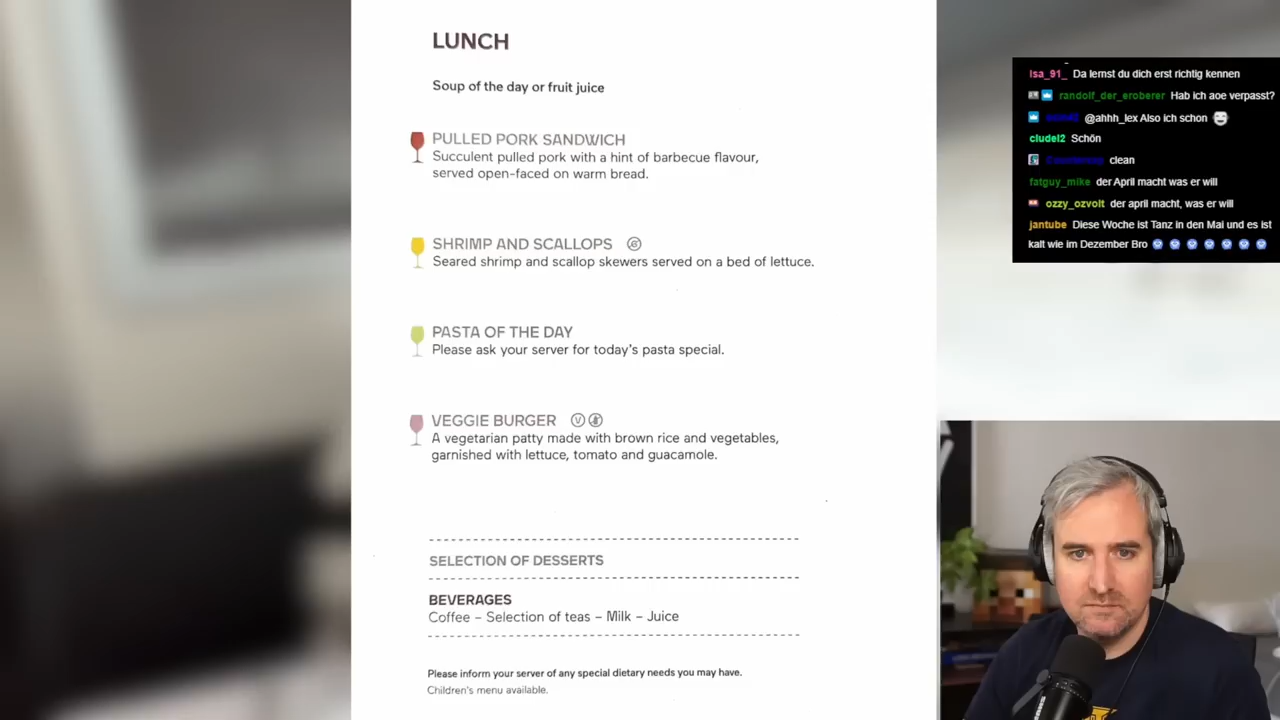 LUNCH
Soup of the day or fruit juice
PULLED PORK SANDWICH
Succulent pulled pork with a hint of barbecue flavour,
served open-faced on warm bread.
SHRIMP AND SCALLOPS
Seared shrimp and scallop skewers served on a bed of lettuce.
PASTA OF THE DAY
Please ask your server for today's pasta special.
VEGGIE BURGER V
A vegetarian patty made with brown rice and vegetables,
garnished with lettuce, tomato and guacamole.
SELECTION OF DESSERTS
BEVERAGES
Coffee – Selection of teas – Milk – Juice
Please inform your server of any special dietary needs you may have.
Children's menu available.
Isa_91_ Da lernst du dich erst richtig kennen
randolf_der_eroberer Hab ich aoe verpasst?
@ahhh_lex Also ich schon
cludel2 Schön
clean
fatguy_mike der April macht was er will
ozzy_ozvolt der april macht, was er will
jantube Diese Woche ist Tanz in den Mai und es ist
kalt wie im Dezember Bro